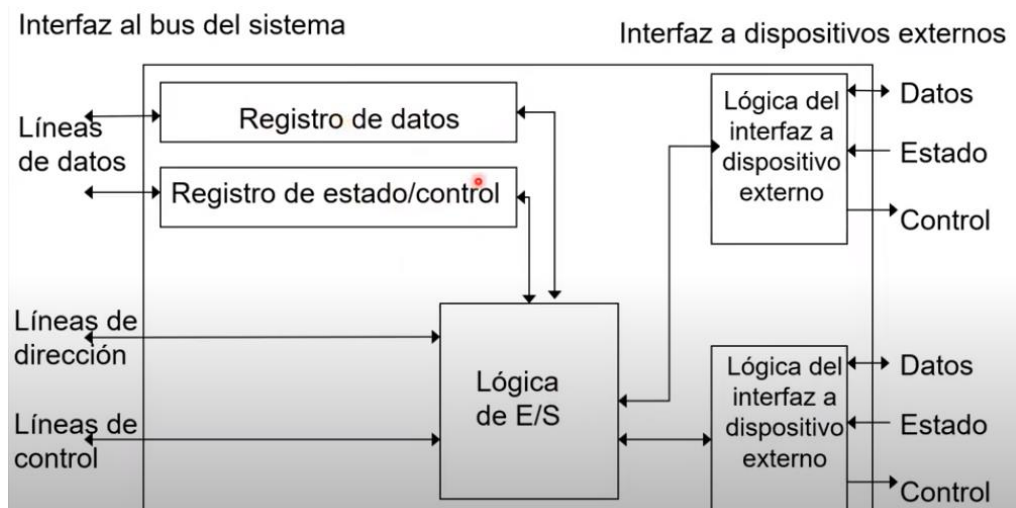 Interfaz al bus del sistema
Interfaz a dispositivos externos
Líneas
de datos
Registro de datos
Registro de estado/control
Líneas de
dirección
Líneas de
control
Lógica
de E/S
Lógica del
interfaz a
dispositivo
externo
Datos
Estado
Control
Lógica del
interfaz a
dispositivo
externo
Datos
Estado
Control